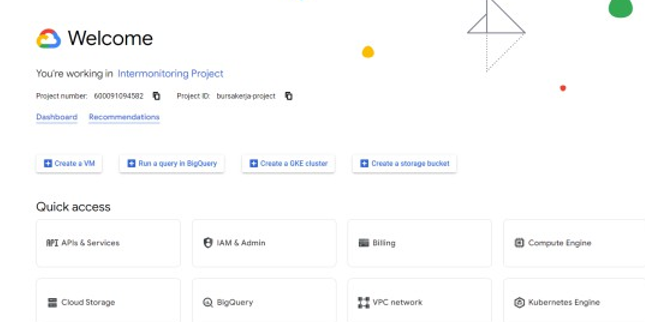 Welcome
You're working in Intermonitoring Project
Project number: 600091094582 Project ID: bursakerja-project
Dashboard Recommendations
Create a VM Run a query in BigQuery Create a GKE cluster Create a storage bucket
Quick access
API APIs & Services IAM & Admin Billing Compute Engine
Cloud Storage BigQuery VPC network Kubernetes Engine